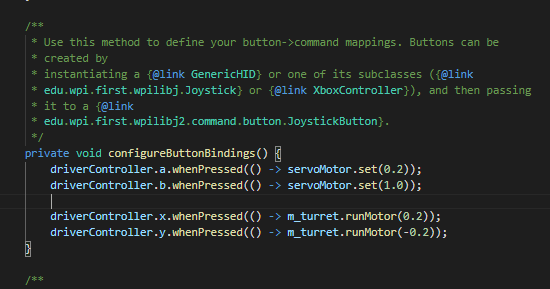 /**
* Use this method to define your button->command mappings. Buttons can be
* created by
* instantiating a {@link GenericHID} or one of its subclasses ({@link
* edu.wpi.first.wpilibj.Joystick} or {@link XboxController}), and then passing
* it to a {@link
* edu.wpi.first.wpilibj2.command.button.JoystickButton}.
*/
private void configureButtonBindings() {
driverController.a.whenPressed(() -> servoMotor.set(0.2));
driverController.b.whenPressed(() -> servoMotor.set(1.0));
driverController.x.whenPressed(() -> m_turret.runMotor(0.2));
driverController.y.whenPressed(() -> m_turret.runMotor(-0.2));
}
/**